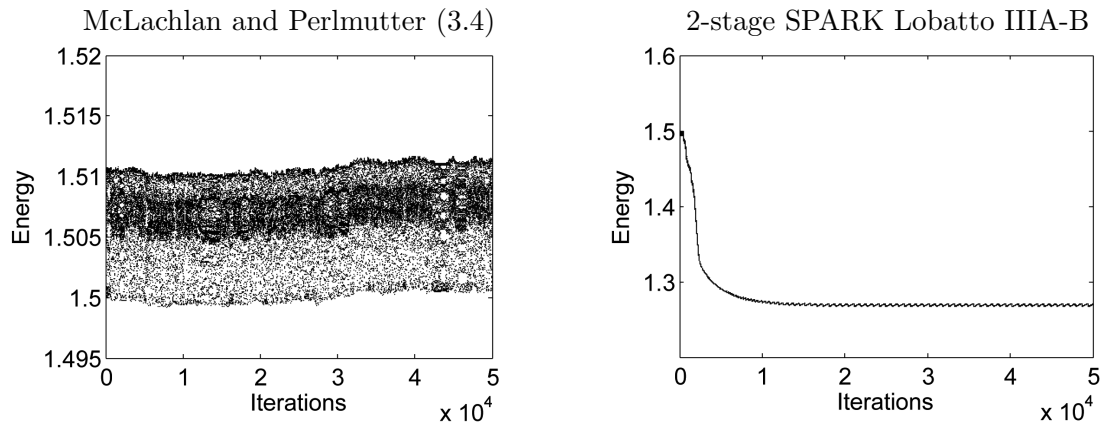 McLachlan and Perlmutter (3.4)
1.52
1.515
1.51
1.505
1.5
1.495
Energy
0 1 2 3 4 5
Iterations
x 10^4
2-stage SPARK Lobatto IIIA-B
1.6
1.5
1.4
1.3
Energy
0 1 2 3 4 5
Iterations
x 10^4